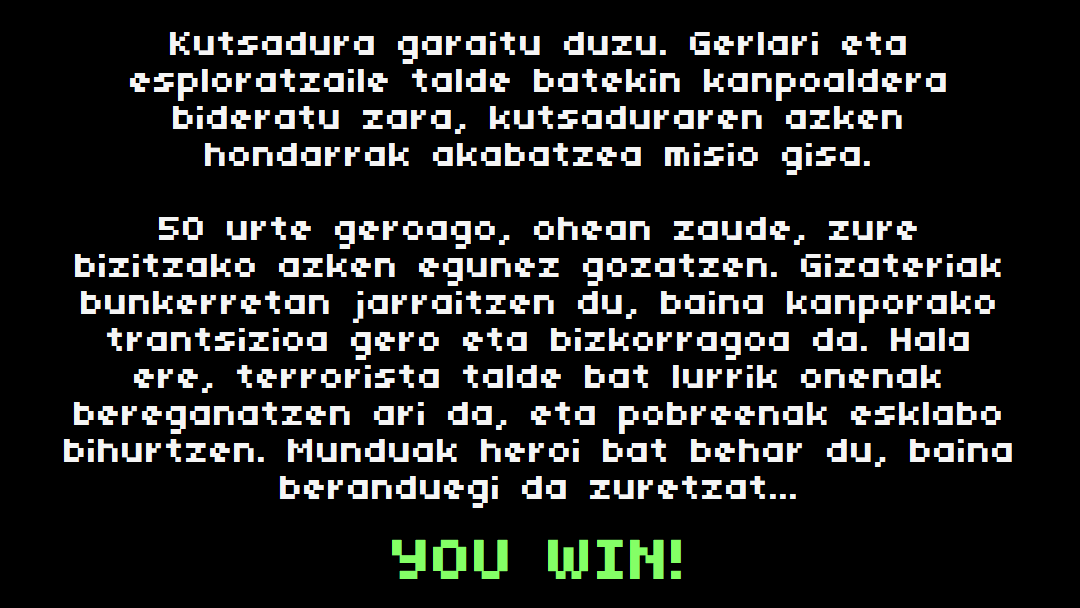 Kutsadura garaitu duzu. Gerlari eta
esploratzaile talde batekin kanpoaldera
bideratu zara, kutsaduraren azken
hondarrak akabatzea misio gisa.
50 urte geroago, ohean zaude, zure
bizitzako azken egunez gozatzen. Gizateriak
bunkerretan jarraitzen du, baina kanporako
trantsizioa gero eta bizkorragoa da. Hala
ere, terrorista talde bat lurrik onenak
bereganatzen ari da, eta pobreenak esklabo
bihurtzen. Munduak heroi bat behar du, baina
beranduegi da zuretzat...
YOU WIN!